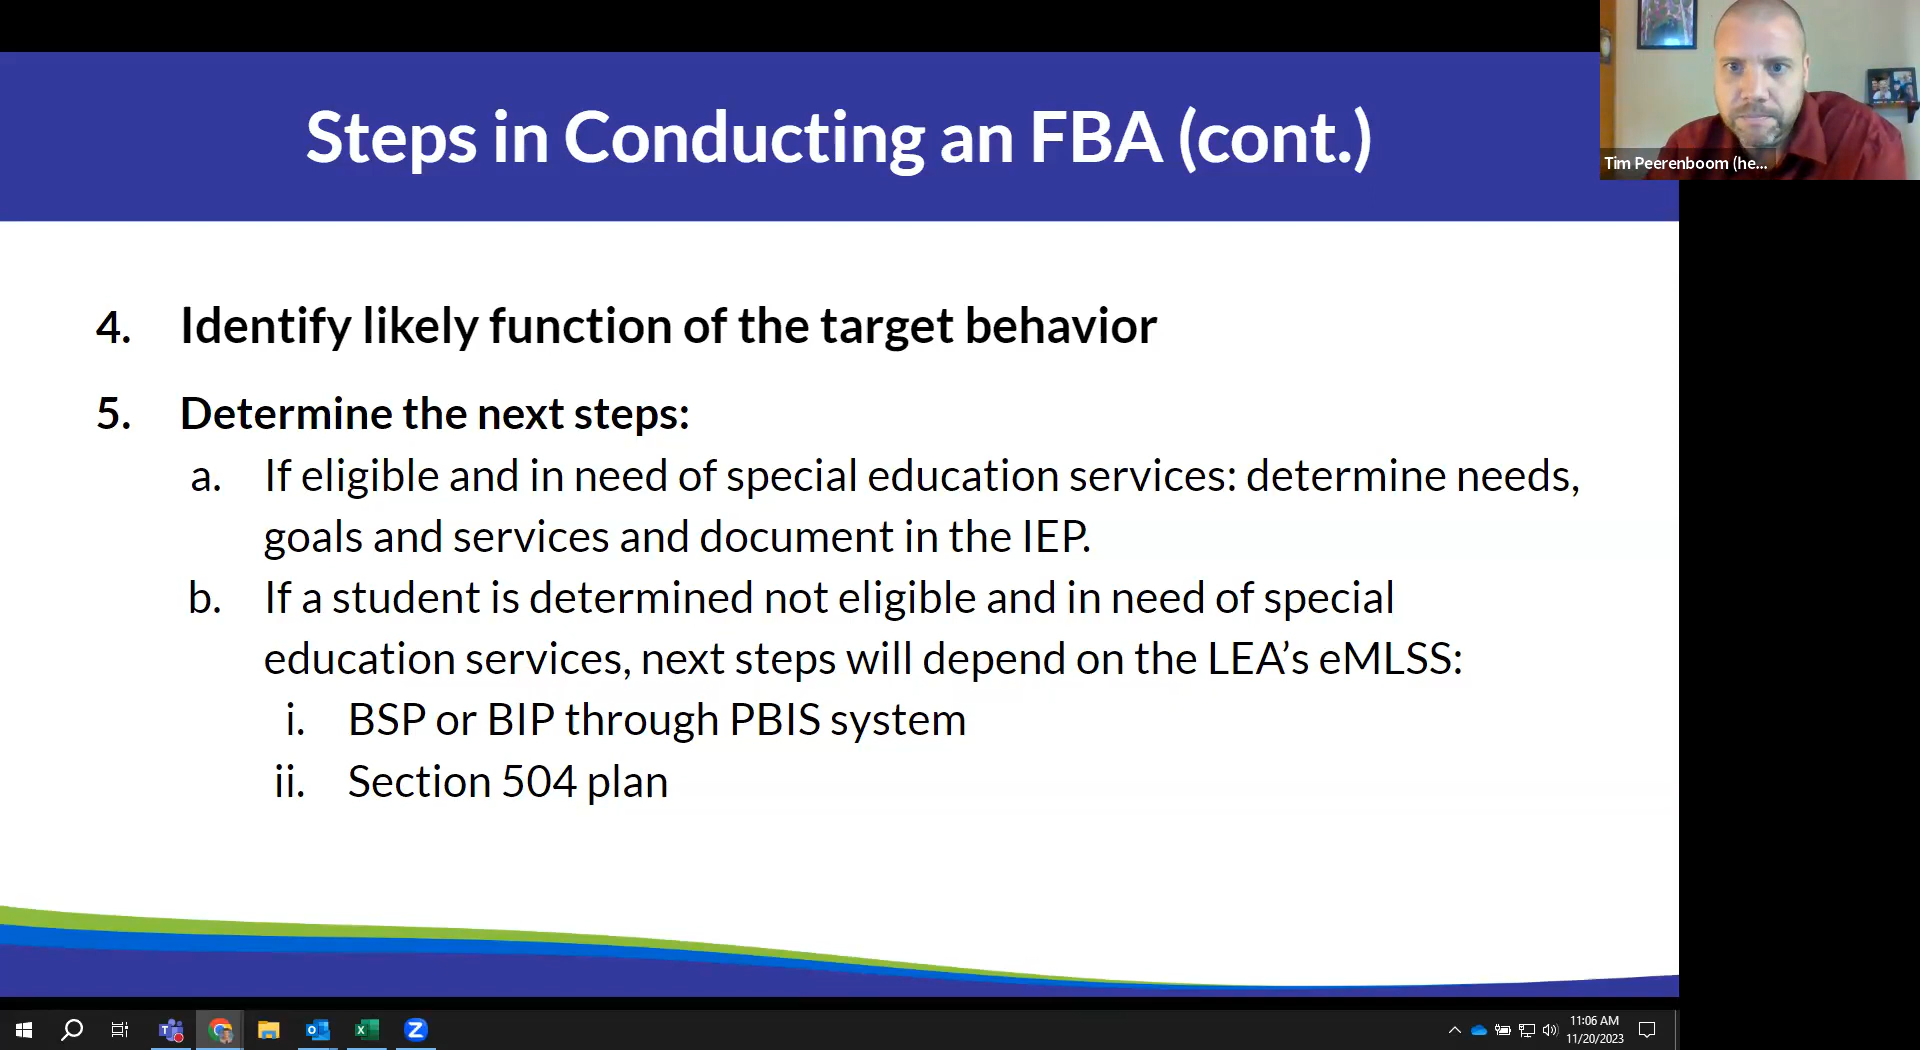 Steps in Conducting an FBA (cont.)
Tim Peerenboom (he...
4. Identify likely function of the target behavior
5. Determine the next steps:
a. If eligible and in need of special education services: determine needs,
goals and services and document in the IEP.
b. If a student is determined not eligible and in need of special
education services, next steps will depend on the LEA’s eMLSS:
i. BSP or BIP through PBIS system
ii. Section 504 plan
11:06 AM
11/20/2023